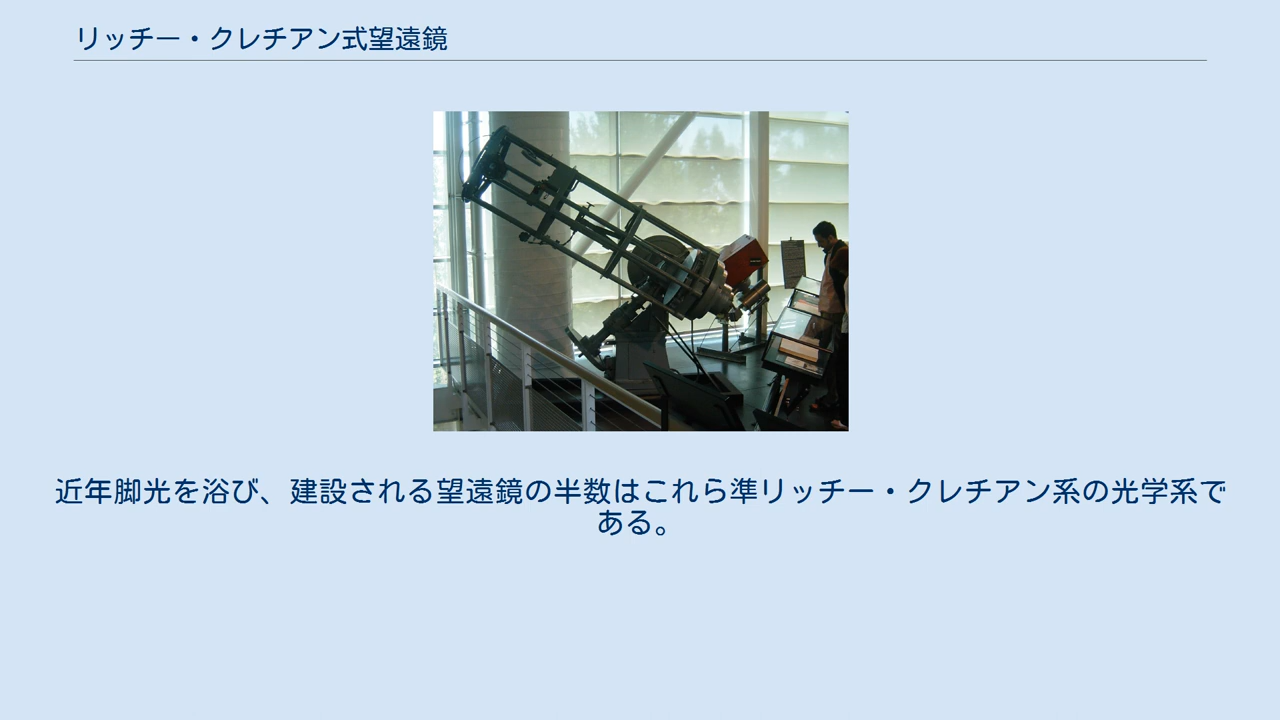 リッチー・クレチアン式望遠鏡
近年脚光を浴び、建設される望遠鏡の半数はこれら準リッチー・クレチアン系の光学系で
ある。